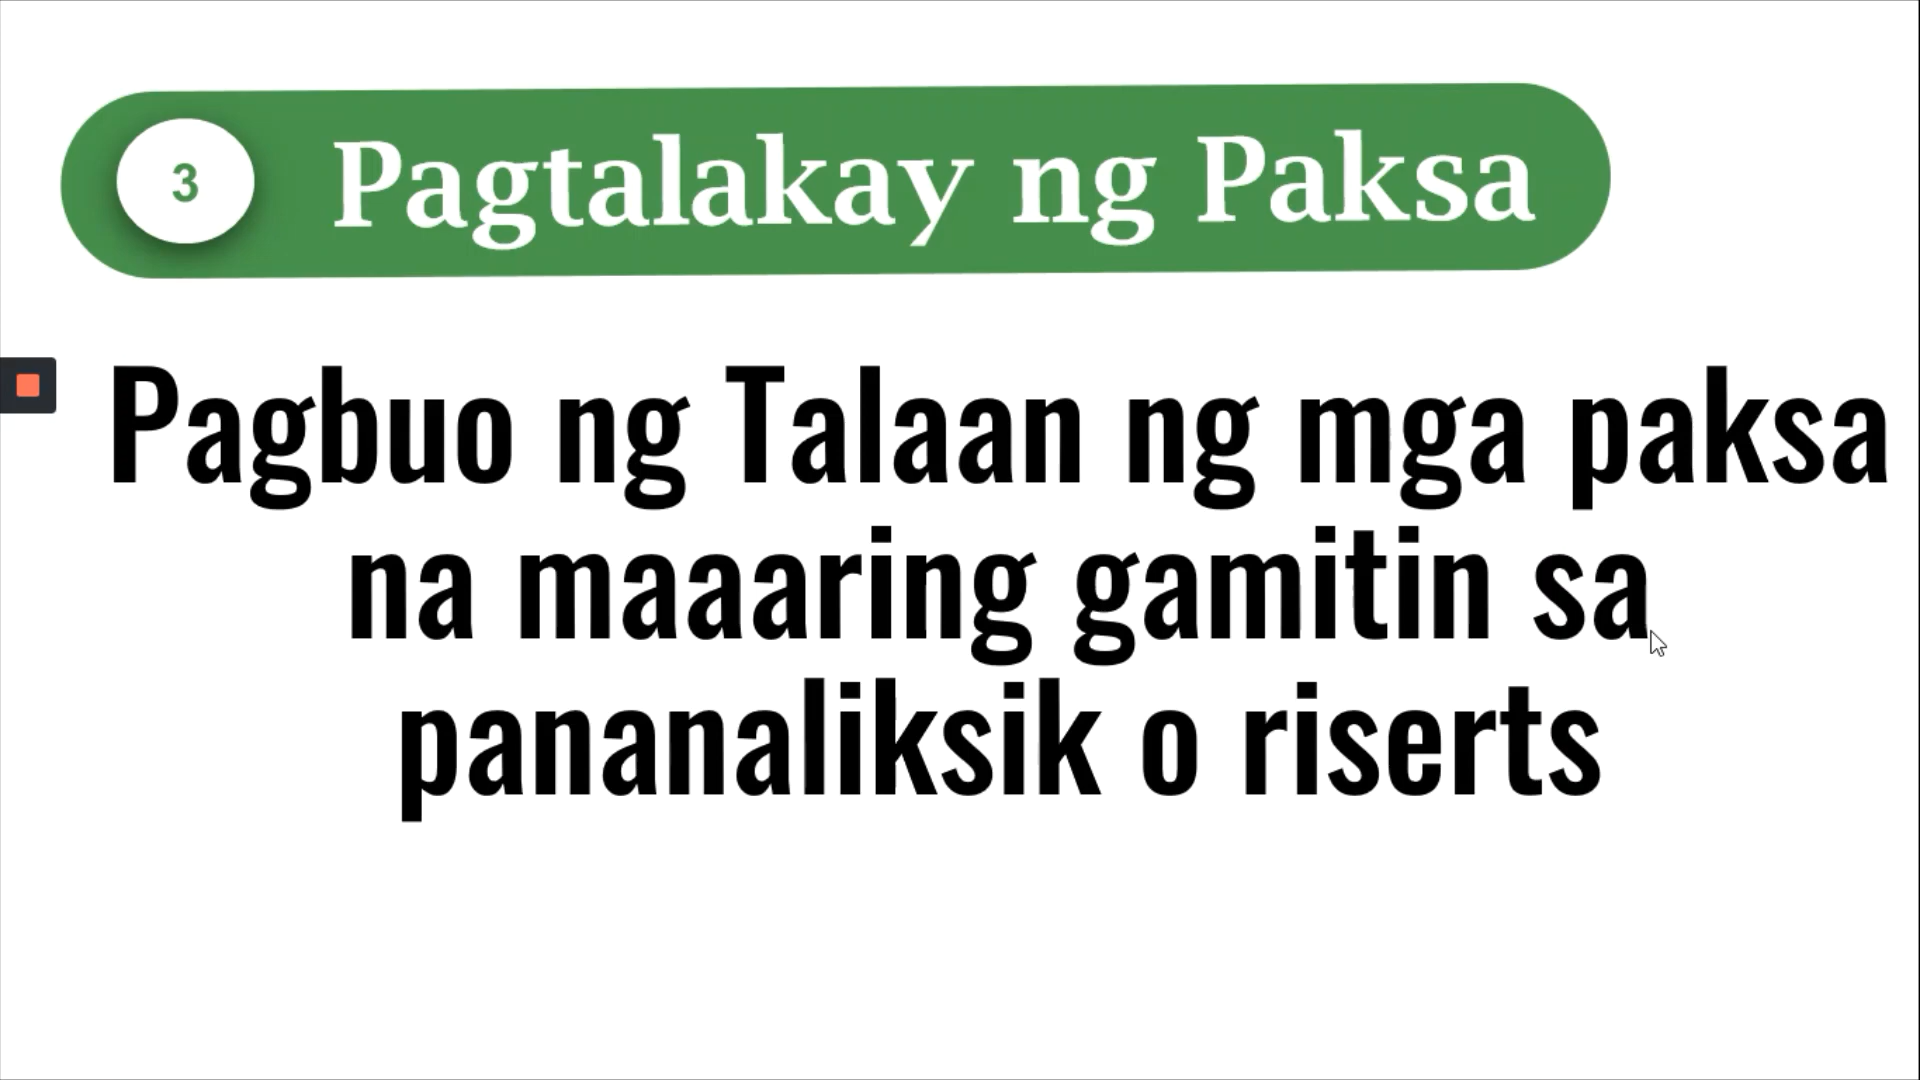 3 Pagtalakay ng Paksa
Pagbuo ng Talaan ng mga paksa
na maaaring gamitin sa
pananaliksik o riserts